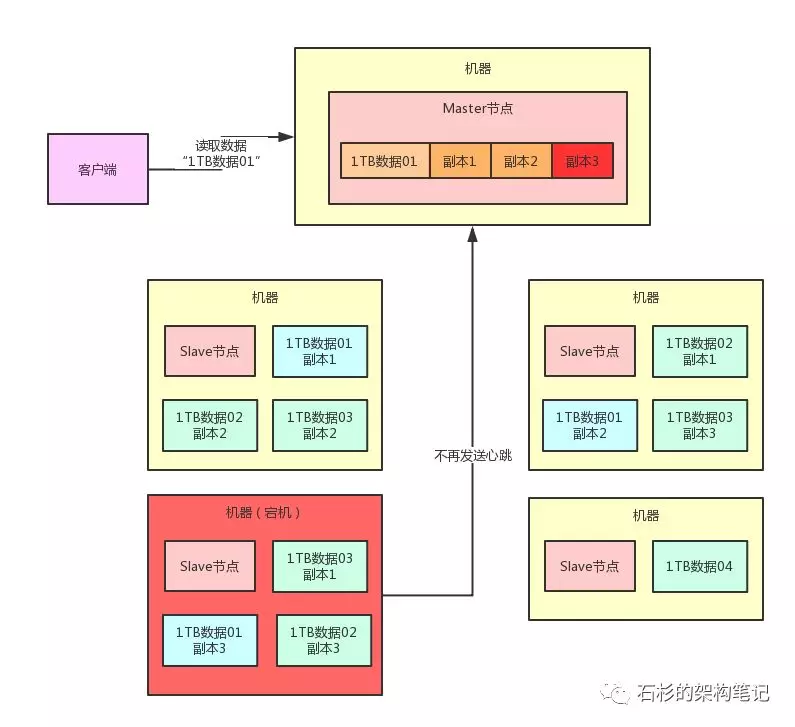 机器
Master节点
1TB数据01
副本1
副本2
副本3
读取数据
“1TB数据01”
客户端
机器
Slave节点
1TB数据01
副本1
1TB数据02
副本2
1TB数据03
副本2
机器
Slave节点
1TB数据02
副本1
1TB数据01
副本2
1TB数据03
副本3
不再发送心跳
机器（宕机）
Slave节点
1TB数据03
副本1
1TB数据01
副本3
1TB数据02
副本3
机器
Slave节点
1TB数据04
石杉的架构笔记